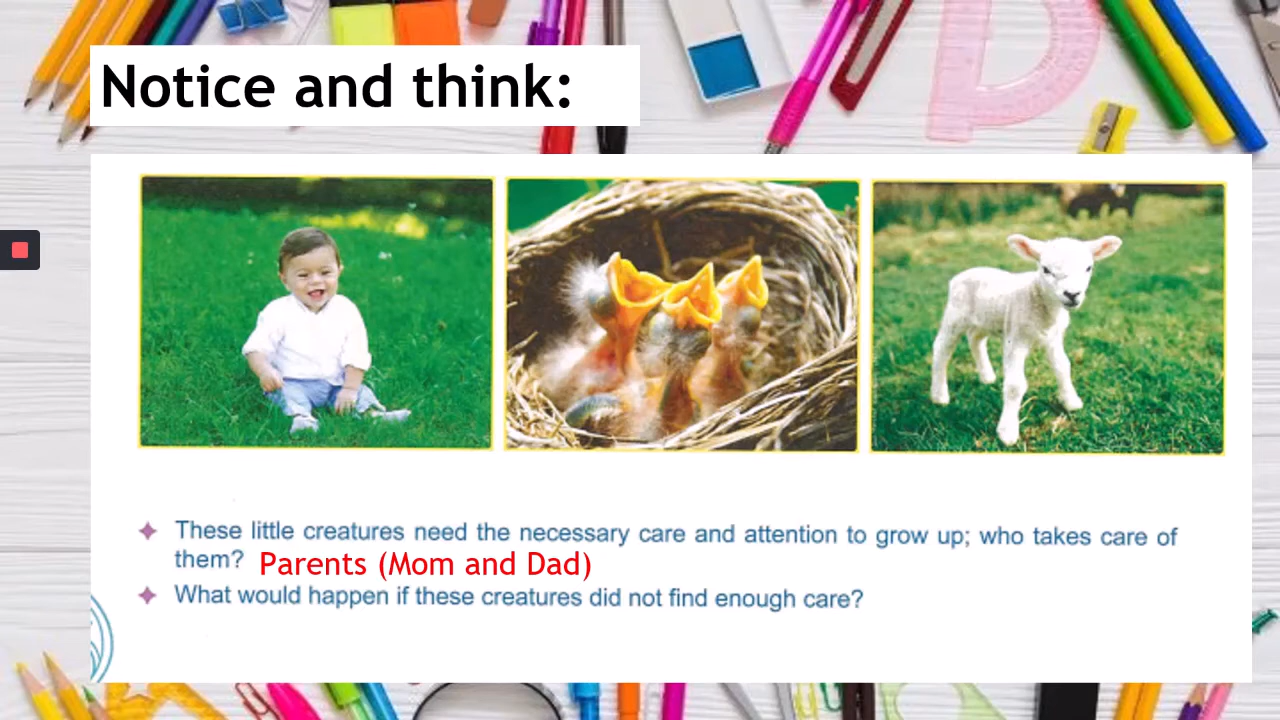 Notice and think:
These little creatures need the necessary care and attention to grow up; who takes care of
them? Parents (Mom and Dad)
What would happen if these creatures did not find enough care?